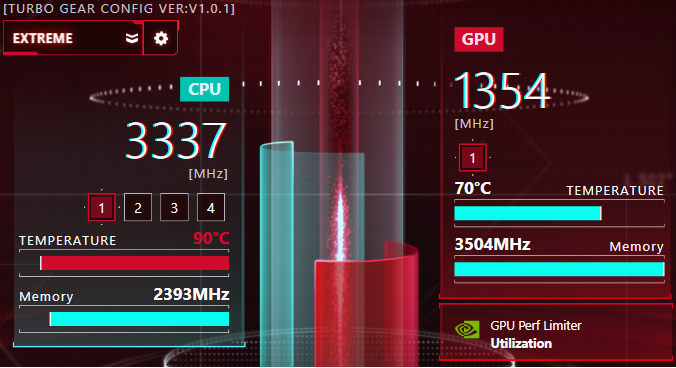 [TURBO GEAR CONFIG VER:V1.0.1]
EXTREME
CPU
3337
[MHz]
1 2 3 4
TEMPERATURE 90°C
Memory 2393MHz
GPU
1354
[MHz]
1
70°C TEMPERATURE
3504MHz Memory
GPU Perf Limiter
Utilization